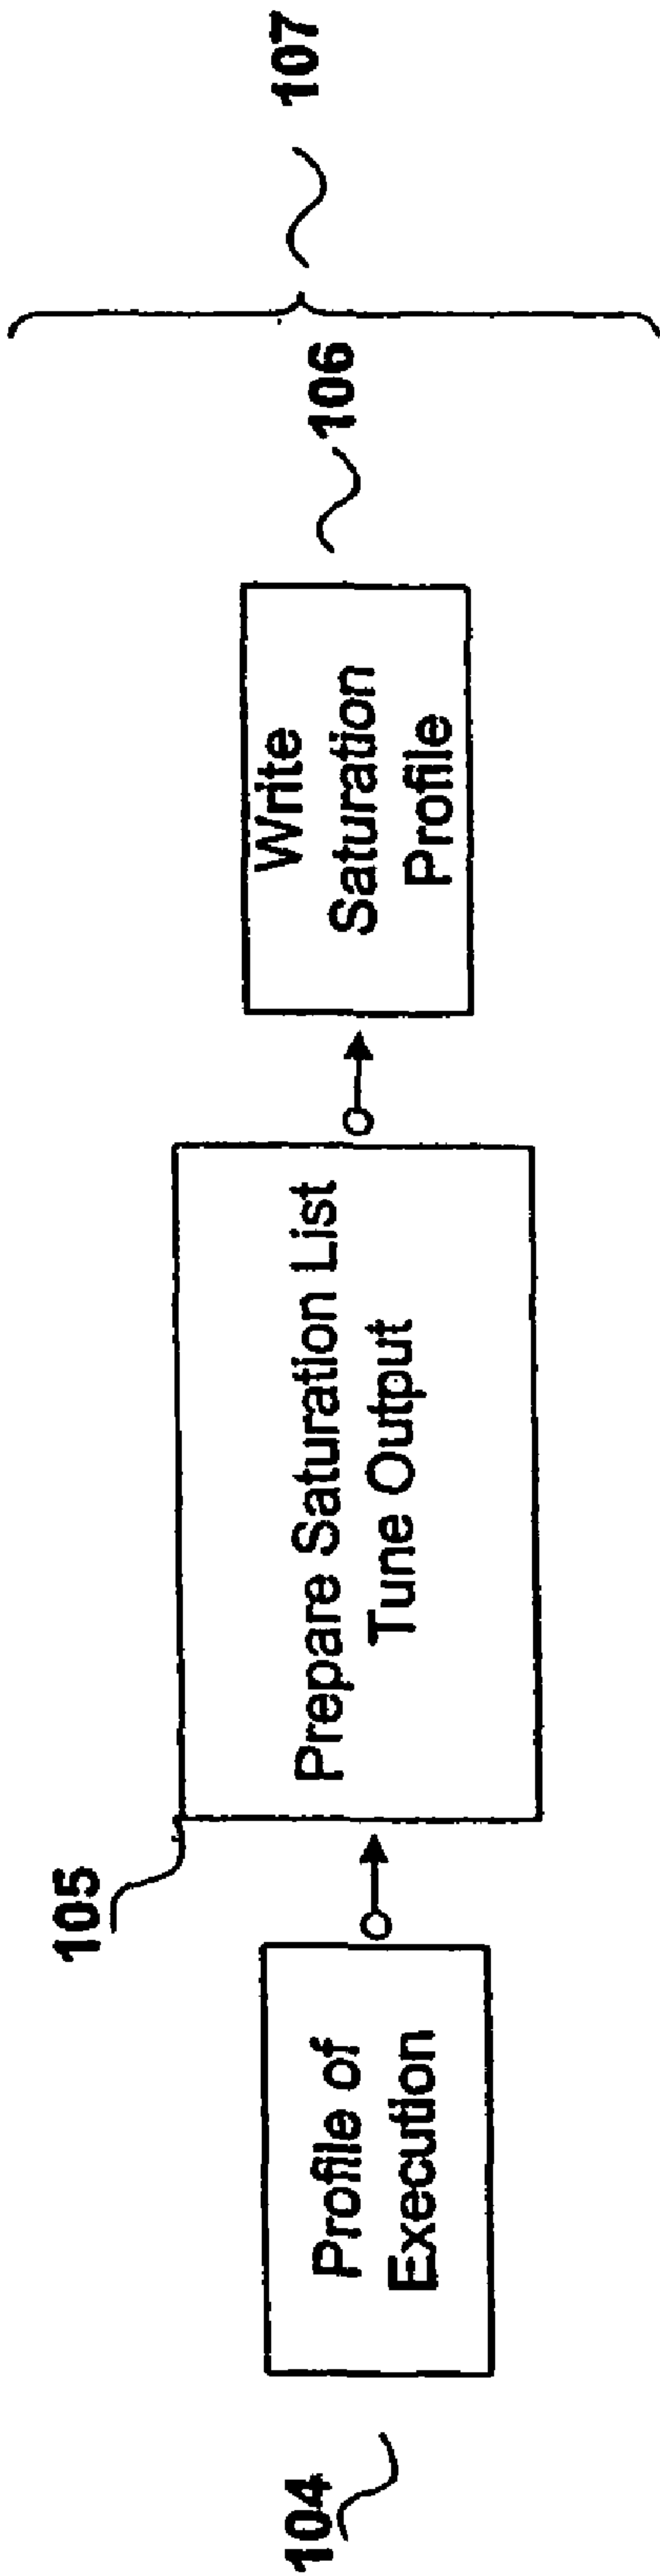 104
Profile of
Execution
105
Prepare Saturation List
Tune Output
Write
Saturation
Profile
106
107